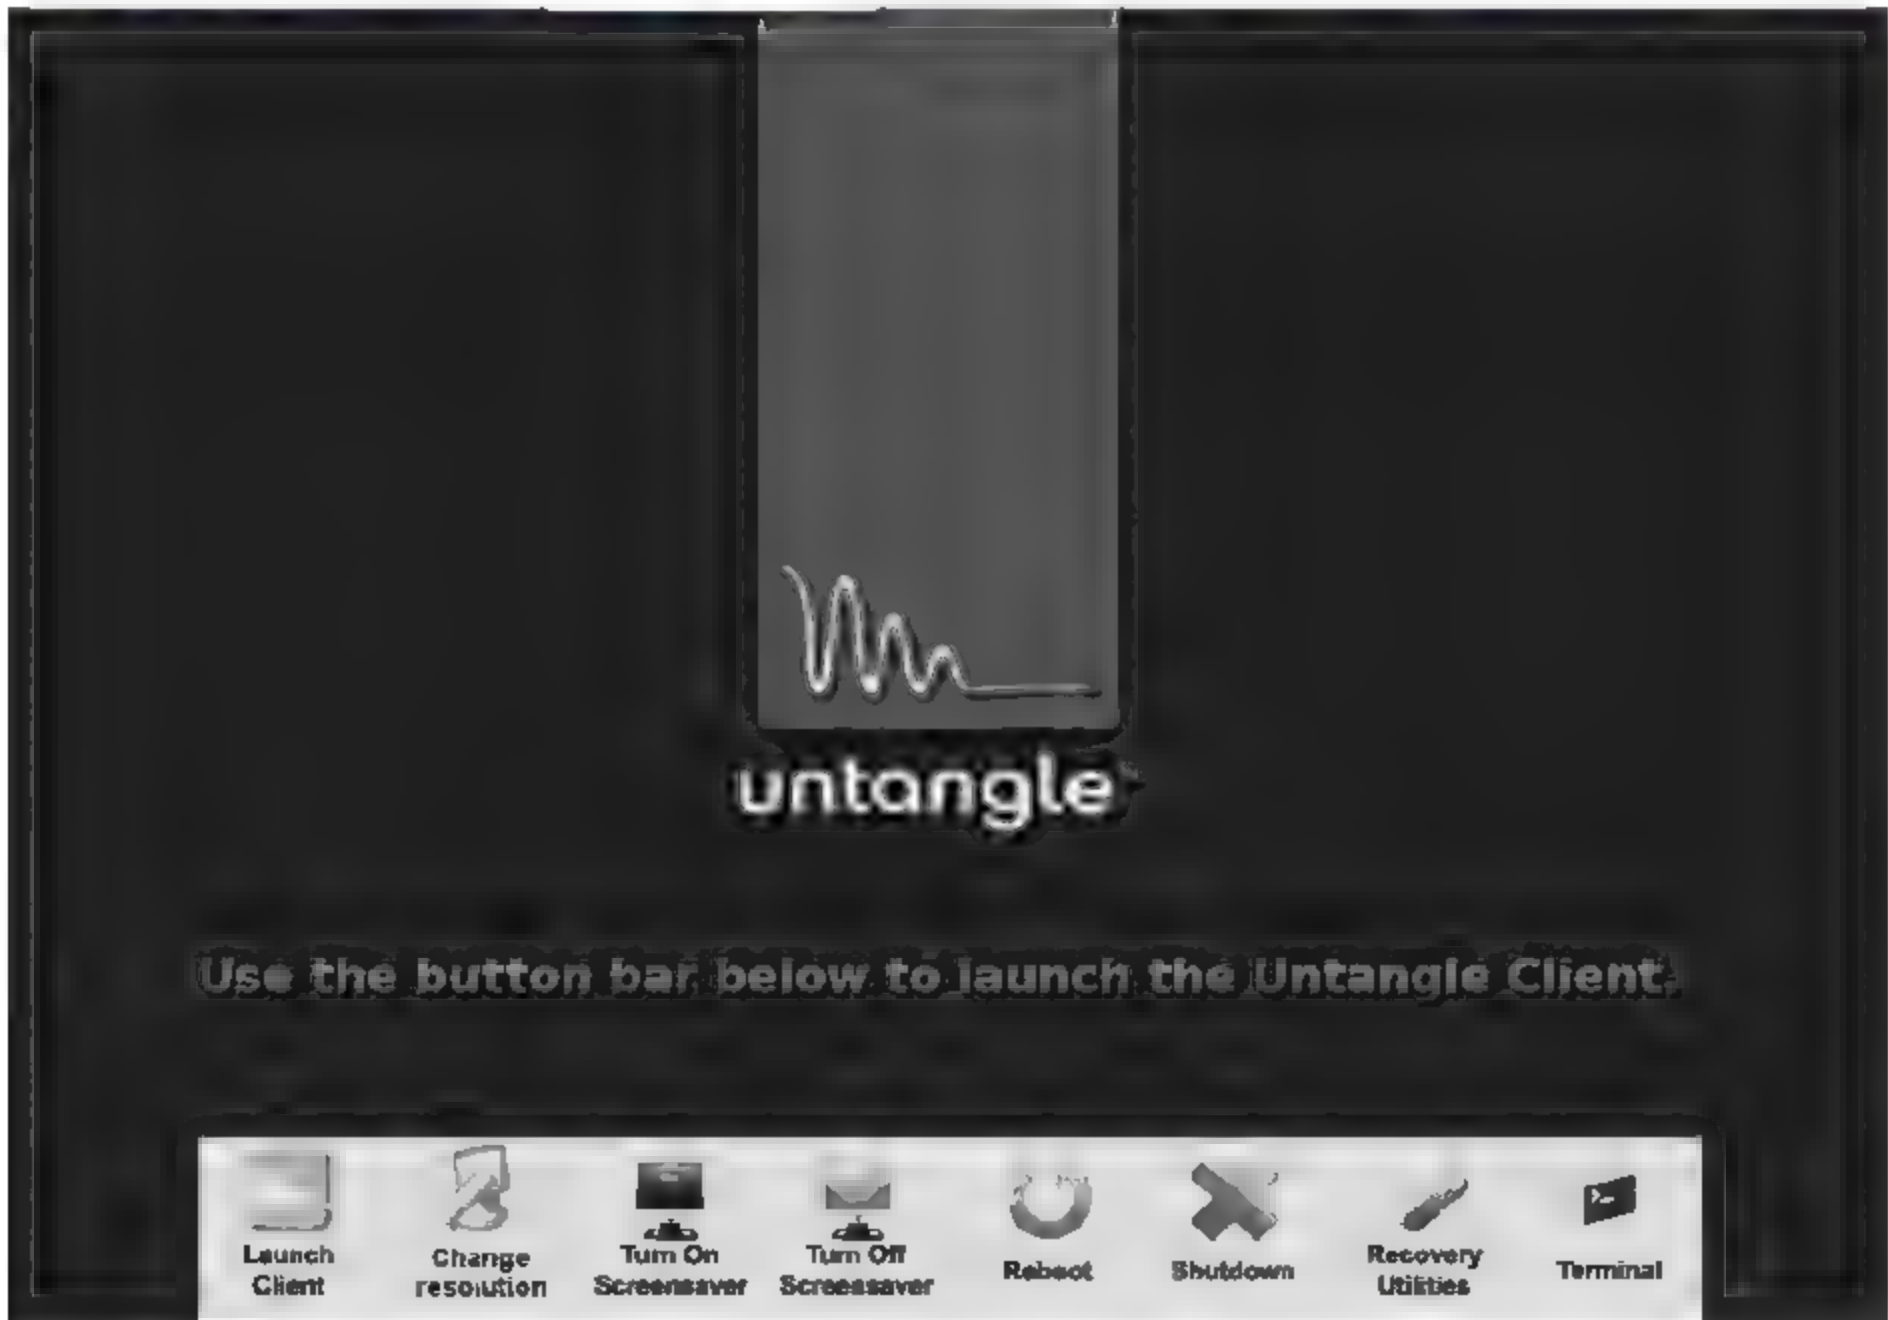 untangle
Use the button bar below to launch the Untangle Client.
Launch
Client
Change
resolution
Turn On
Screensaver
Turn Off
Screensaver
Reboot
Shutdown
Recovery
Utilities
Terminal